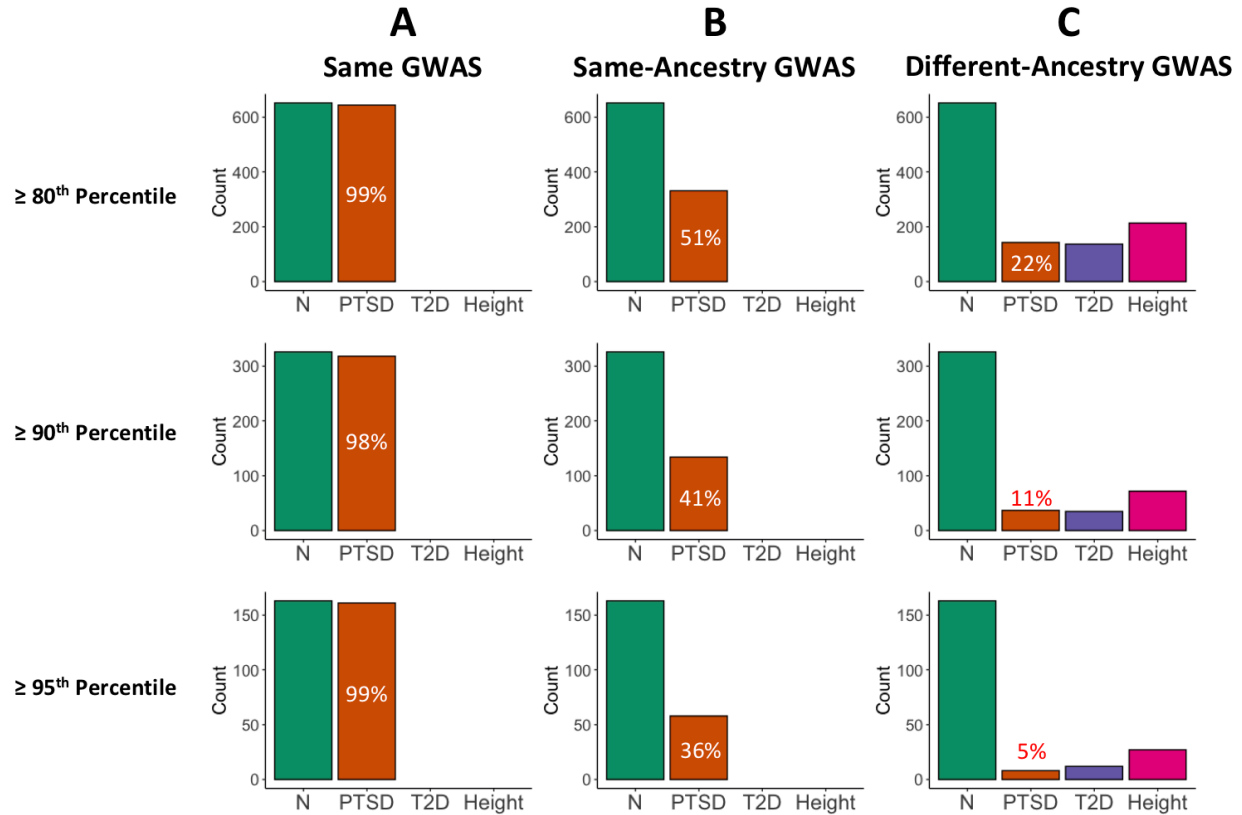 A B C
Same GWAS Same-Ancestry GWAS Different-Ancestry GWAS
≥ 80th Percentile
Count
600
400
200
0
99%
N PTSD T2D Height
Count
600
400
200
0
51%
N PTSD T2D Height
Count
600
400
200
0
22%
N PTSD T2D Height
≥ 90th Percentile
Count
300
200
100
0
98%
N PTSD T2D Height
Count
300
200
100
0
41%
N PTSD T2D Height
Count
300
200
100
0
11%
N PTSD T2D Height
≥ 95th Percentile
Count
150
100
50
0
99%
N PTSD T2D Height
Count
150
100
50
0
36%
N PTSD T2D Height
Count
150
100
50
0
5%
N PTSD T2D Height